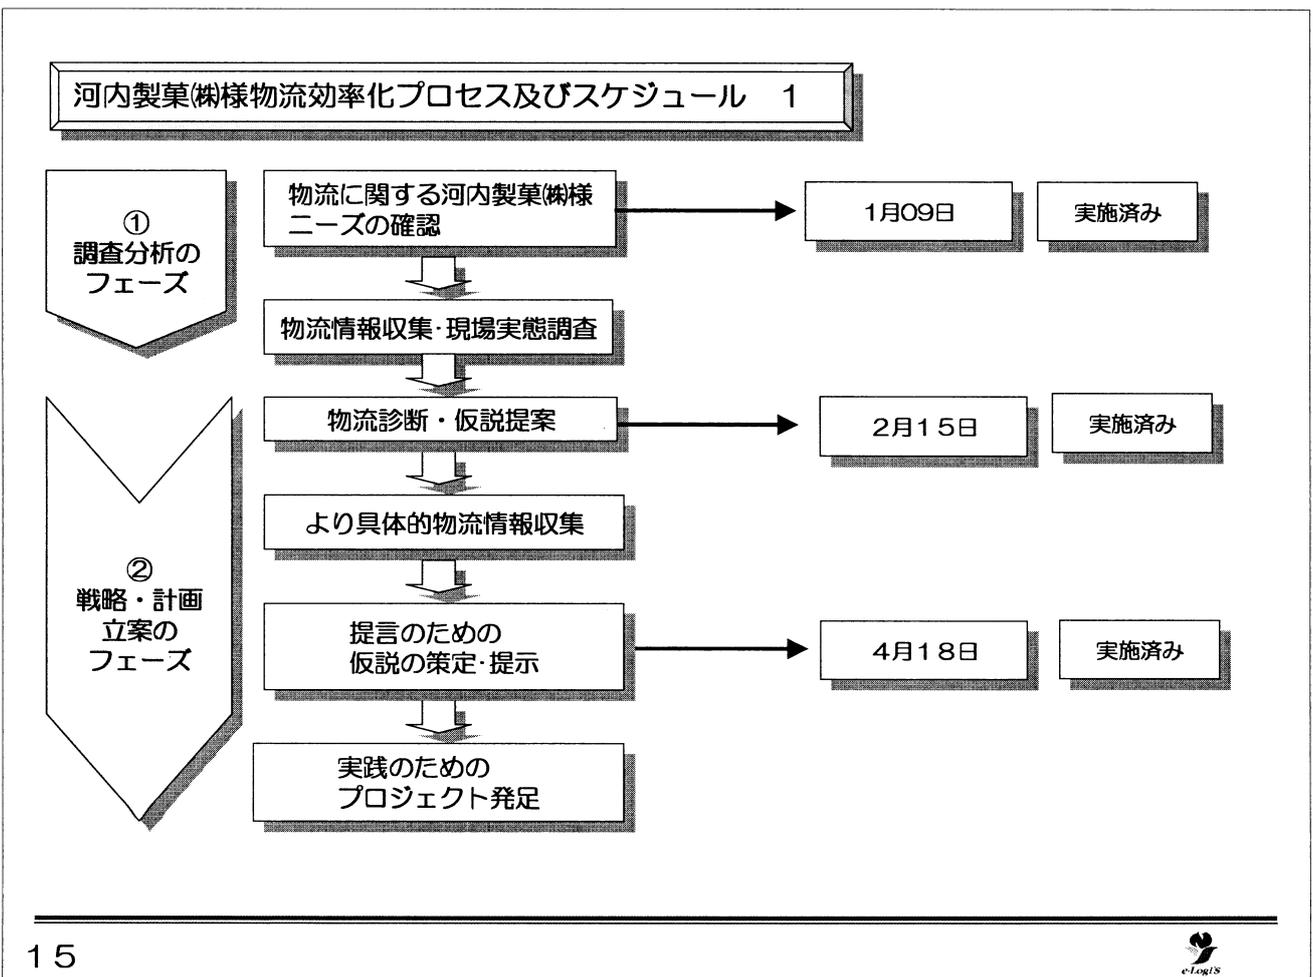 河内製菓㈱様物流効率化プロセス及びスケジュール　1
①
調査分析の
フェーズ
物流に関する河内製菓㈱様
ニーズの確認
1月09日
実施済み
物流情報収集・現場実態調査
物流診断・仮説提案
2月15日
実施済み
より具体的物流情報収集
②
戦略・計画
立案の
フェーズ
提言のための
仮説の策定・提示
4月18日
実施済み
実践のための
プロジェクト発足
15
e-LogiS